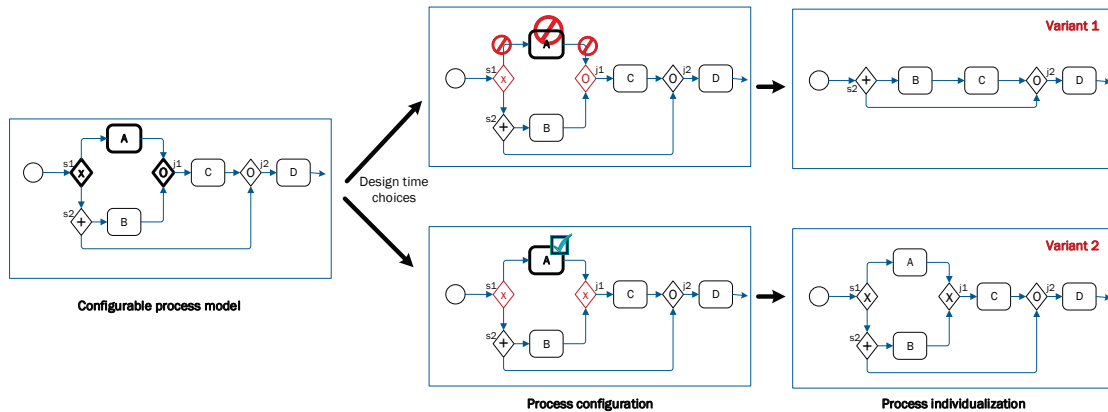 A
s1
x
O
j1
C
j2
O
D
s2
+
B
Configurable process model
Design time
choices
A
s1
x
O
j1
C
O
j2
D
s2
+
B
A
s1
x
x
j1
C
O
j2
D
s2
+
B
Process configuration
Variant 1
+
s2
B
C
O
j2
D
Variant 2
A
s1
X
X
j1
C
O
j2
D
s2
+
B
Process individualization